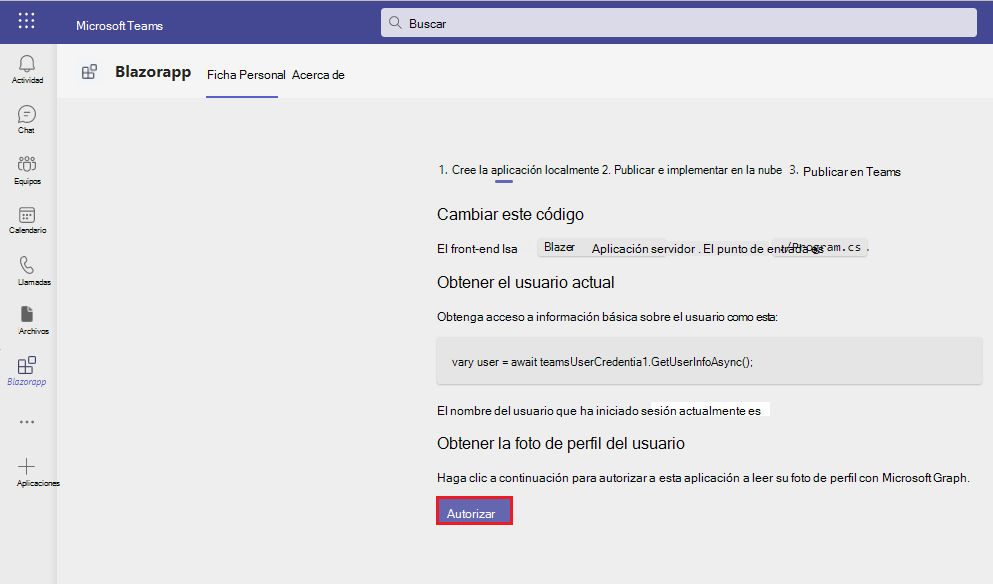 Microsoft Teams
Buscar
Actividad
Chat
Equipos
Calendario
Llamadas
Archivos
Blazorapp
...
Aplicaciones
Blazorapp Ficha Personal Acerca de
1. Cree la aplicación localmente 2. Publicar e implementar en la nube 3. Publicar en Teams
Cambiar este código
El front-end Isa Blazer Aplicación servidor . El punto de entrada es ./Program.cs .
Obtener el usuario actual
Obtenga acceso a información básica sobre el usuario como esta:
vary user = await teamsUserCredentia1.GetUserInfoAsync();
El nombre del usuario que ha iniciado sesión actualmente es
Obtener la foto de perfil del usuario
Haga clic a continuación para autorizar a esta aplicación a leer su foto de perfil con Microsoft Graph.
Autorizar